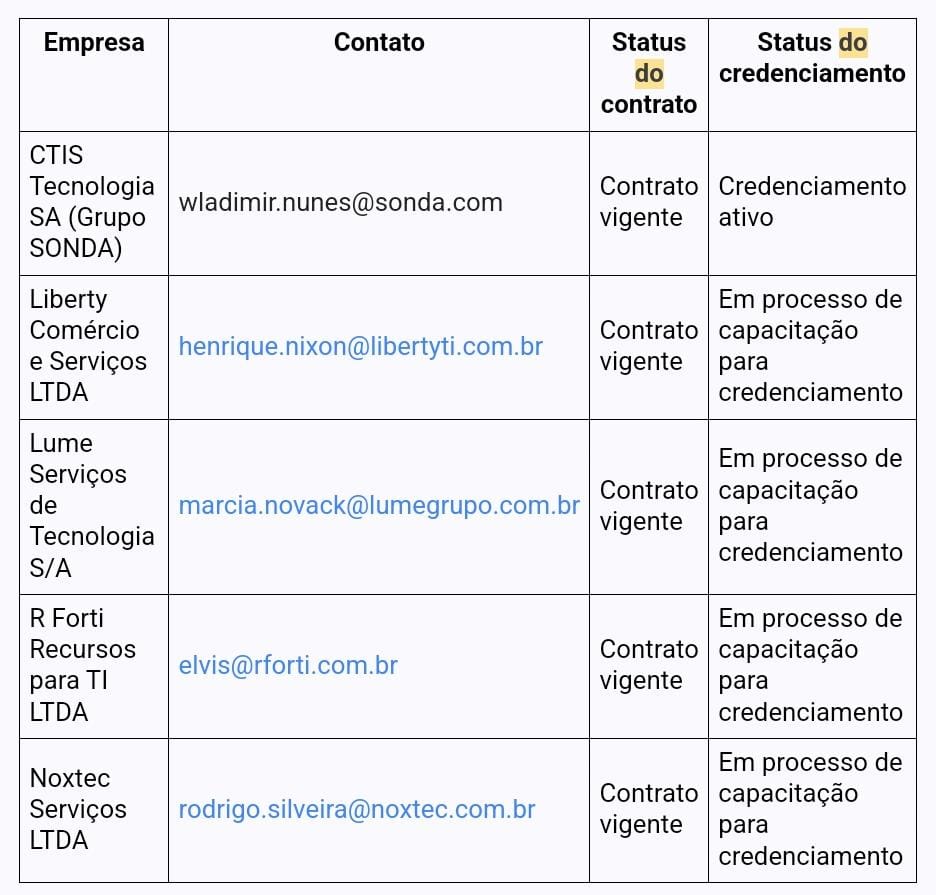 Empresa
Contato
Status
do
contrato
Status do
credenciamento
CTIS
Tecnologia
SA (Grupo
SONDA)
wladimir.nunes@sonda.com
Contrato
vigente
Credenciamento
ativo
Liberty
Comércio
e Serviços
LTDA
henrique.nixon@libertyti.com.br
Contrato
vigente
Em processo de
capacitação
para
credenciamento
Lume
Serviços
de
Tecnologia
S/A
marcia.novack@lumegrupo.com.br
Contrato
vigente
Em processo de
capacitação
para
credenciamento
R Forti
Recursos
para TI
LTDA
elvis@rforti.com.br
Contrato
vigente
Em processo de
capacitação
para
credenciamento
Noxtec
Serviços
LTDA
rodrigo.silveira@noxtec.com.br
Contrato
vigente
Em processo de
capacitação
para
credenciamento